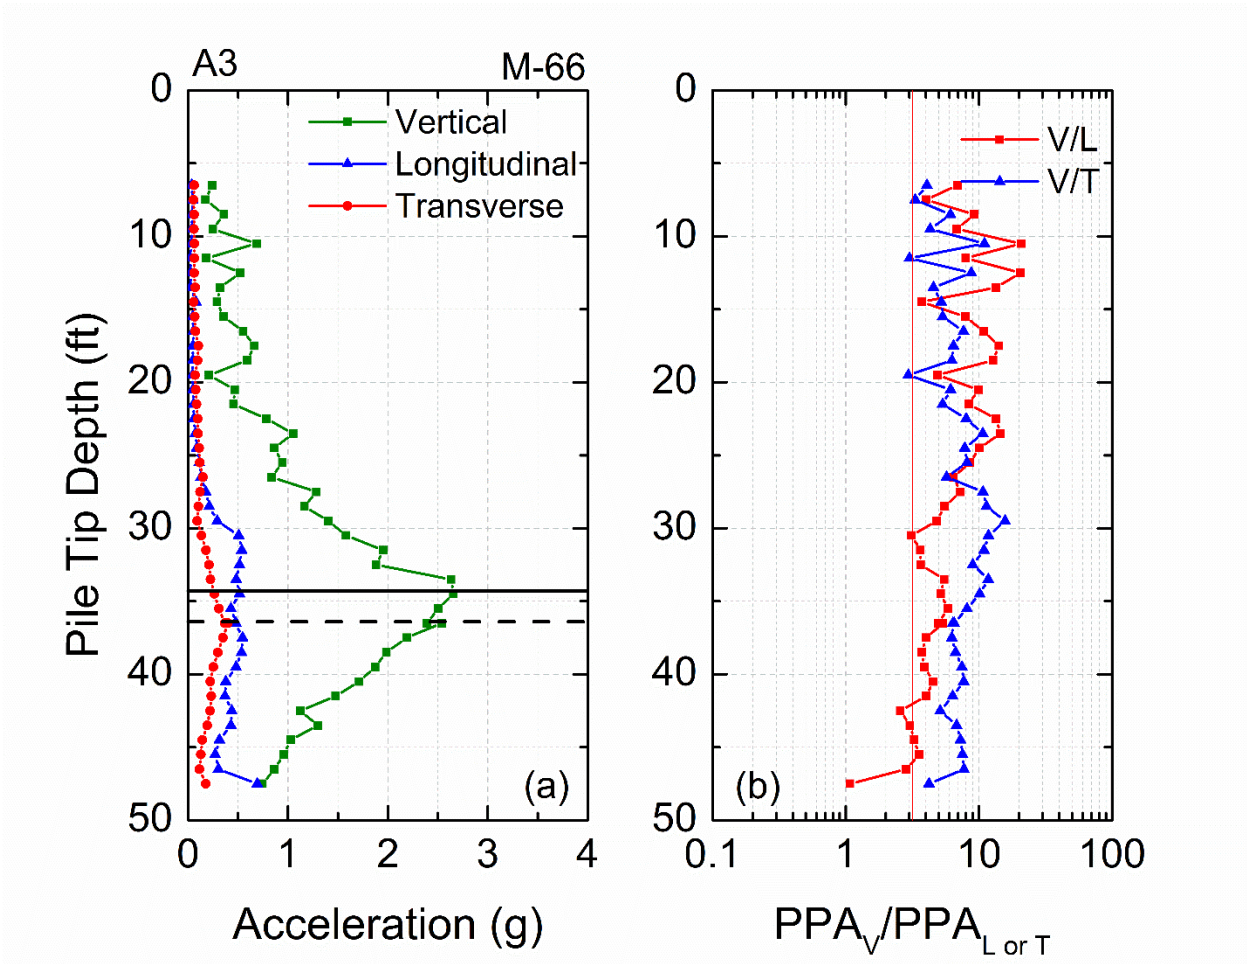 A3
M-66
Vertical
Longitudinal
Transverse
0
10
20
30
40
50
Pile Tip Depth (ft)
(a)
0
1
2
3
4
Acceleration (g)
V/L
V/T
0
10
20
30
40
50
(b)
0.1
1
10
100
PPAV/PPAL or T